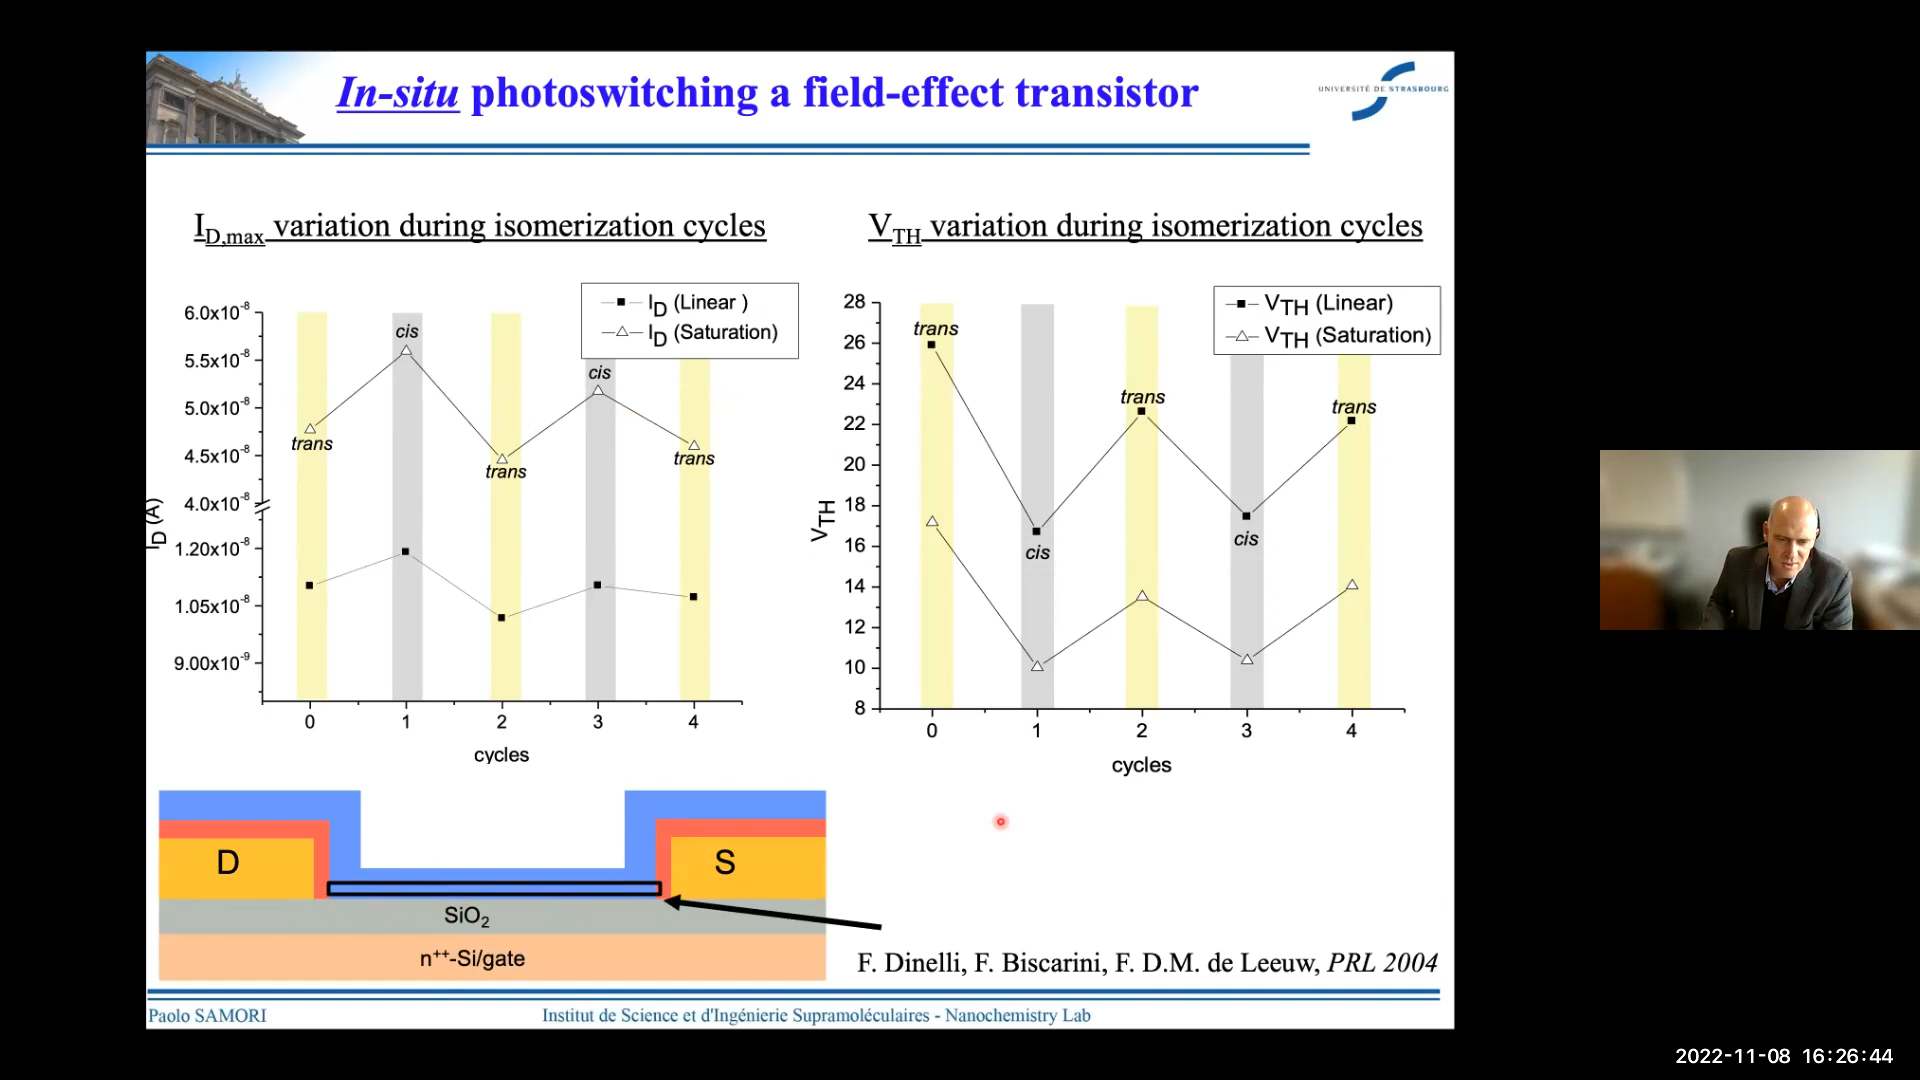 In-situ photoswitching a field-effect transistor
UNIVERSITÉ DE STRASBOURG
I_D,max variation during isomerization cycles
V_TH variation during isomerization cycles
I_D (Linear )
I_D (Saturation)
6.0x10⁻⁸
5.5x10⁻⁸
5.0x10⁻⁸
4.5x10⁻⁸
4.0x10⁻⁸
1.20x10⁻⁸
1.05x10⁻⁸
9.00x10⁻⁹
I_D (A)
trans
cis
trans
cis
trans
0 1 2 3 4
cycles
V_TH (Linear)
V_TH (Saturation)
28
26
24
22
20
18
16
14
12
10
8
V_TH
trans
cis
trans
cis
trans
0 1 2 3 4
cycles
D
S
SiO₂
n⁺⁺-Si/gate
F. Dinelli, F. Biscarini, F. D.M. de Leeuw, PRL 2004
Paolo SAMORI
Institut de Science et d'Ingénierie Supramoléculaires - Nanochemistry Lab
2022-11-08 16:26:44